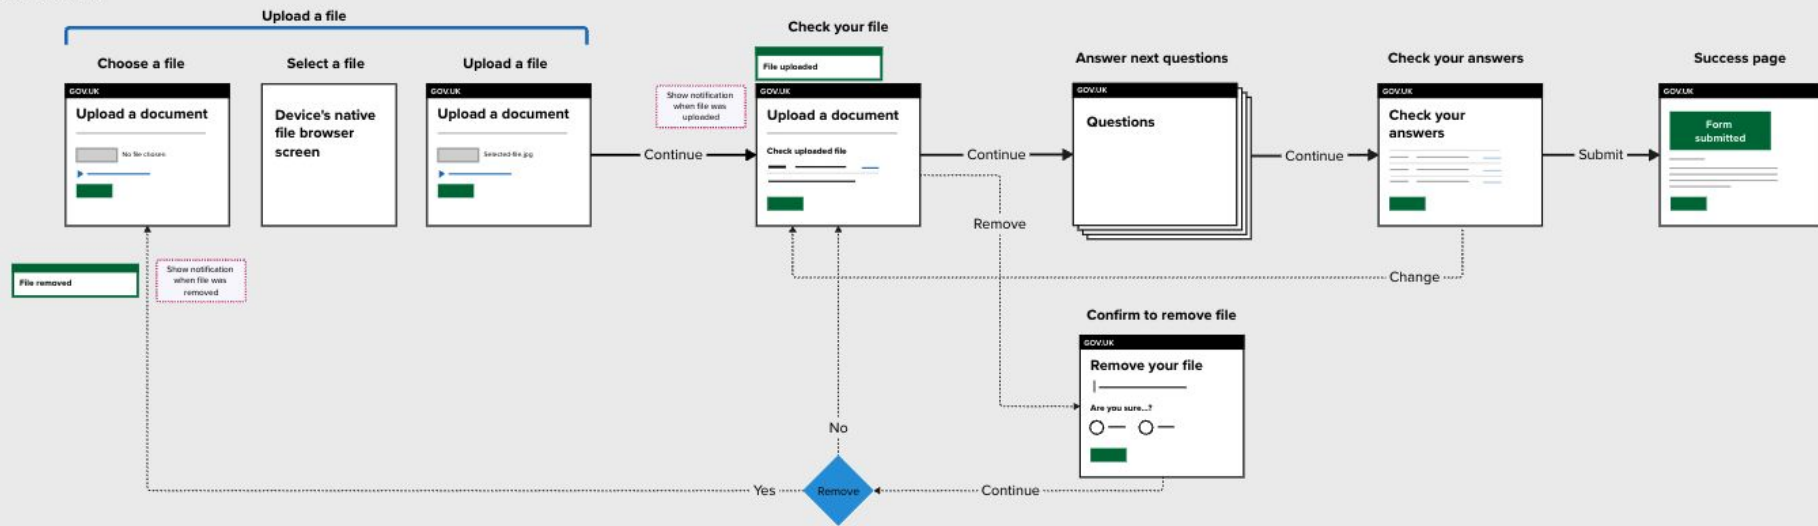 Upload a file
Check your file
Choose a file
Select a file
Upload a file
Answer next questions
Check your answers
Success page
File uploaded
GOV.UK
Upload a document
No file chosen
Device's native
file browser
screen
GOV.UK
Upload a document
Selected-file.jpg
Show notification
when file was
uploaded
Continue
GOV.UK
Upload a document
Check uploaded file
Continue
Remove
GOV.UK
Questions
Continue
GOV.UK
Check your
answers
Submit
GOV.UK
Form
submitted
Change
File removed
Show notification
when file was
removed
Confirm to remove file
GOV.UK
Remove your file
Are you sure...?
No
Yes
Remove
Continue